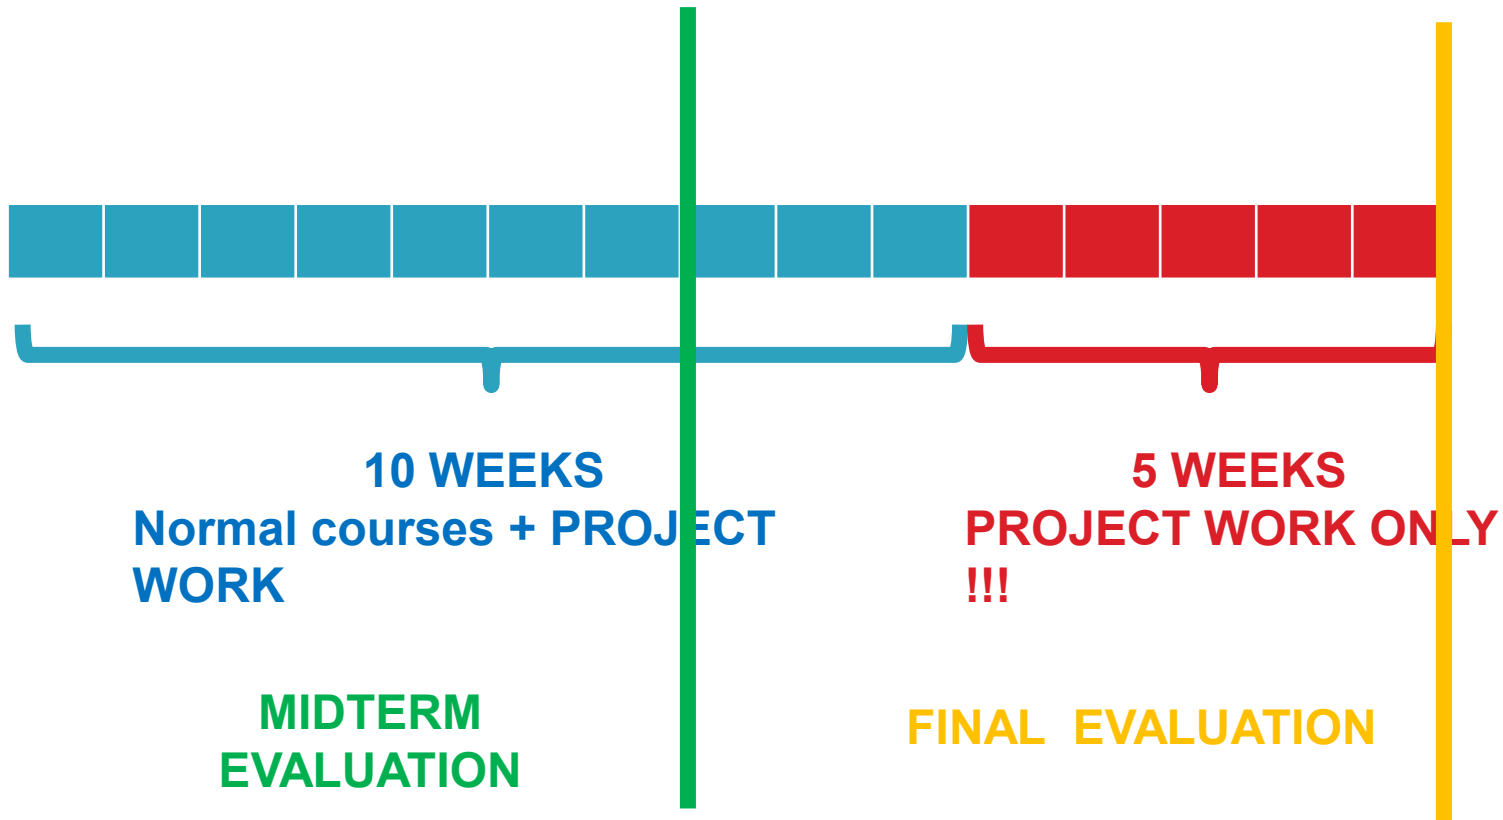 10 WEEKS
Normal courses + PROJECT
WORK
5 WEEKS
PROJECT WORK ONLY
!!!
MIDTERM
EVALUATION
FINAL EVALUATION